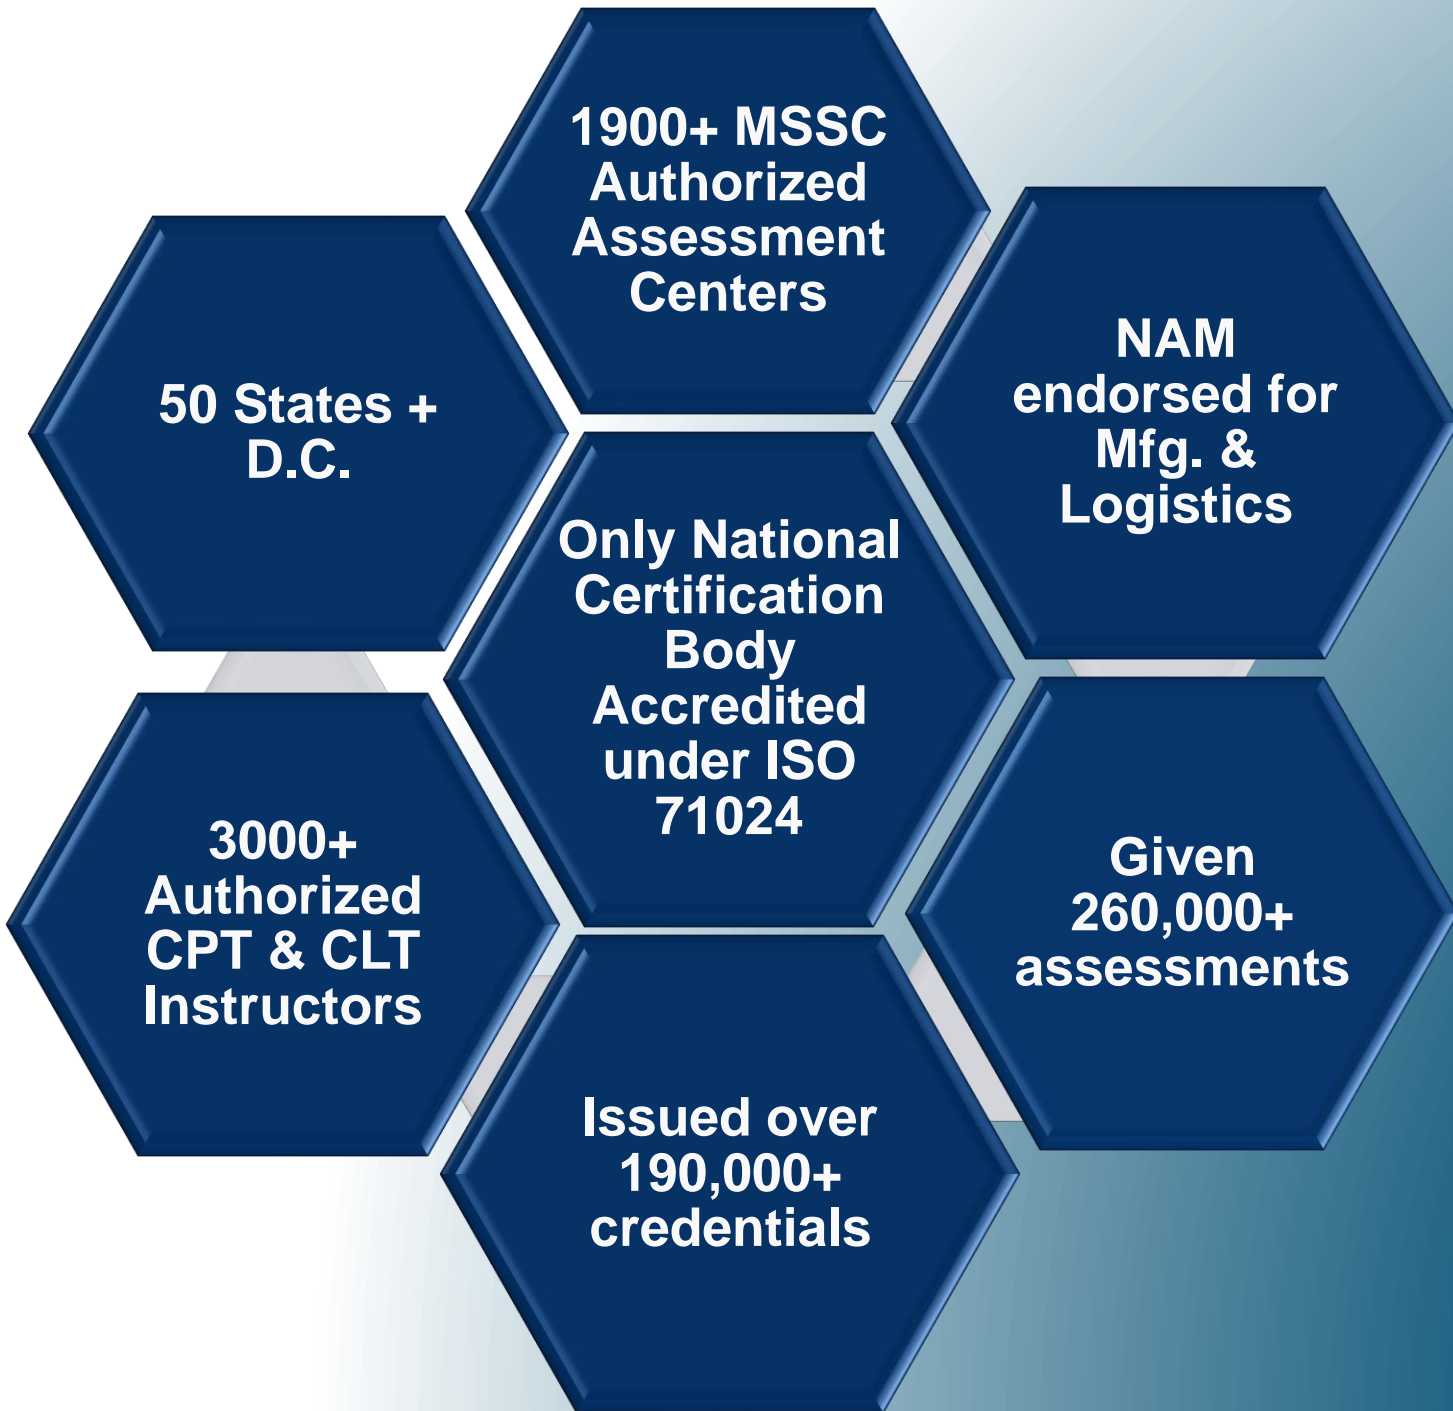 1900+ MSSC
Authorized
Assessment
Centers
50 States +
D.C.
NAM
endorsed for
Mfg. &
Logistics
Only National
Certification
Body
Accredited
under ISO
71024
3000+
Authorized
CPT & CLT
Instructors
Given
260,000+
assessments
Issued over
190,000+
credentials